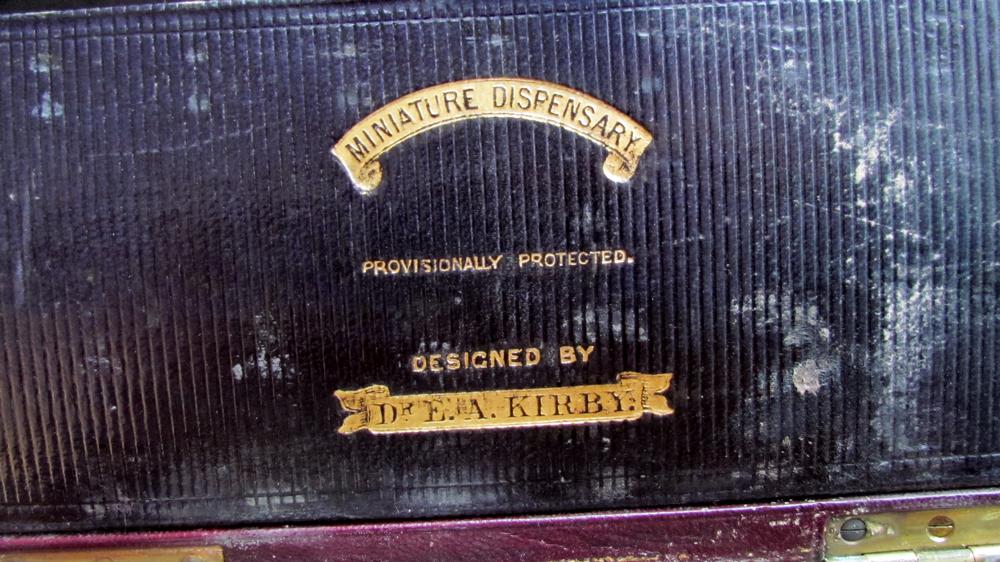 MINIATURE DISPENSARY.
PROVISIONALLY PROTECTED.
DESIGNED BY
Dr E. A. KIRBY.